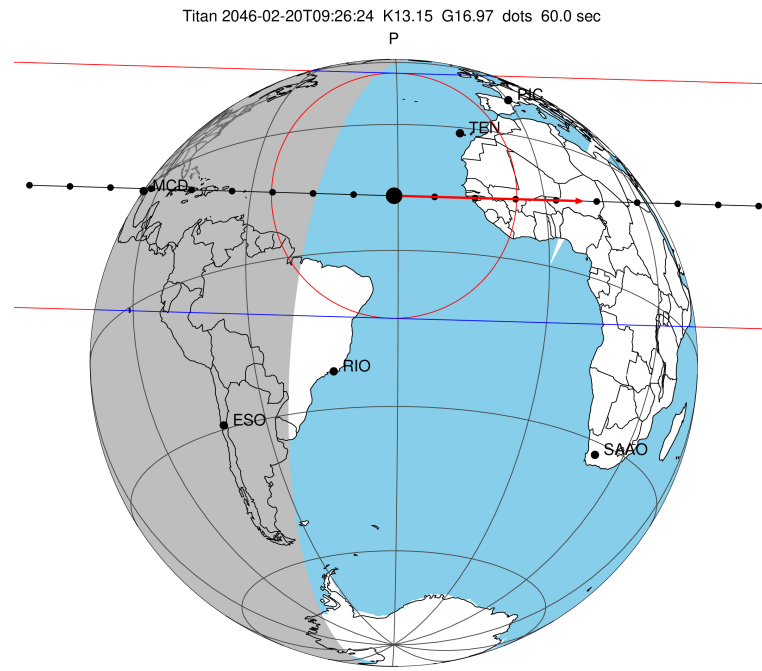 Titan 2046-02-20T09:26:24 K13.15 G16.97 dots 60.0 sec
P
PIC
TEN
MCD
RIO
ESO
SAAO